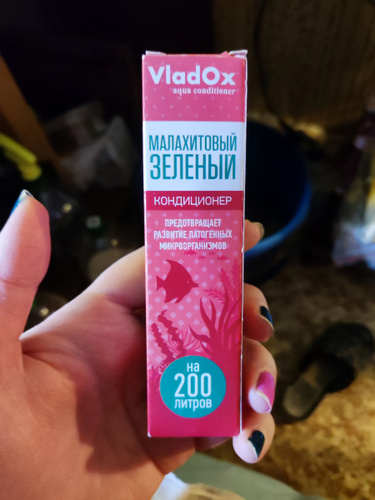 VladOx
aqua conditioner
МАЛАХИТОВЫЙ
ЗЕЛЕНЫЙ
КОНДИЦИОНЕР
ПРЕДОТВРАЩАЕТ
РАЗВИТИЕ ПАТОГЕННЫХ
МИКРООРГАНИЗМОВ
на
200
ЛИТРОВ